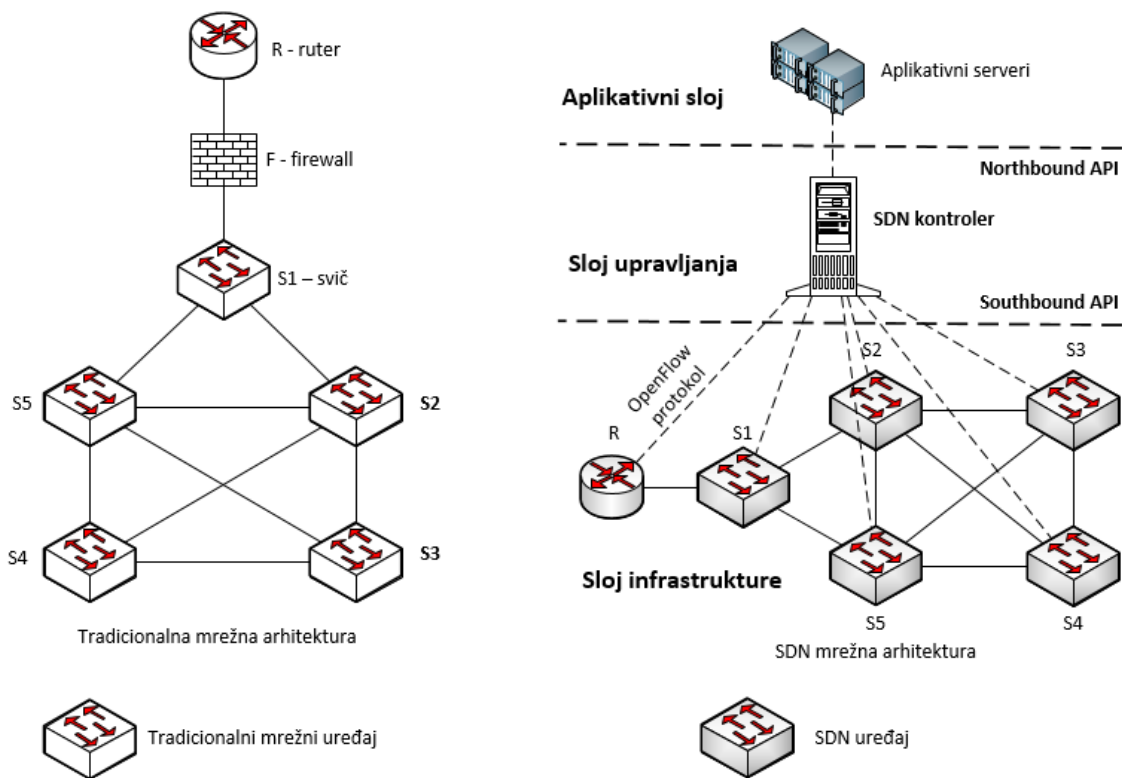 R - ruter
F - firewall
S1 – svič
S5
S2
S4
S3
Tradicionalna mrežna arhitektura
Tradicionalni mrežni uređaj
Aplikativni serveri
Aplikativni sloj
Northbound API
SDN kontroler
Sloj upravljanja
Southbound API
OpenFlow
protokol
S2
S3
R
S1
Sloj infrastrukture
S5
S4
SDN mrežna arhitektura
SDN uređaj